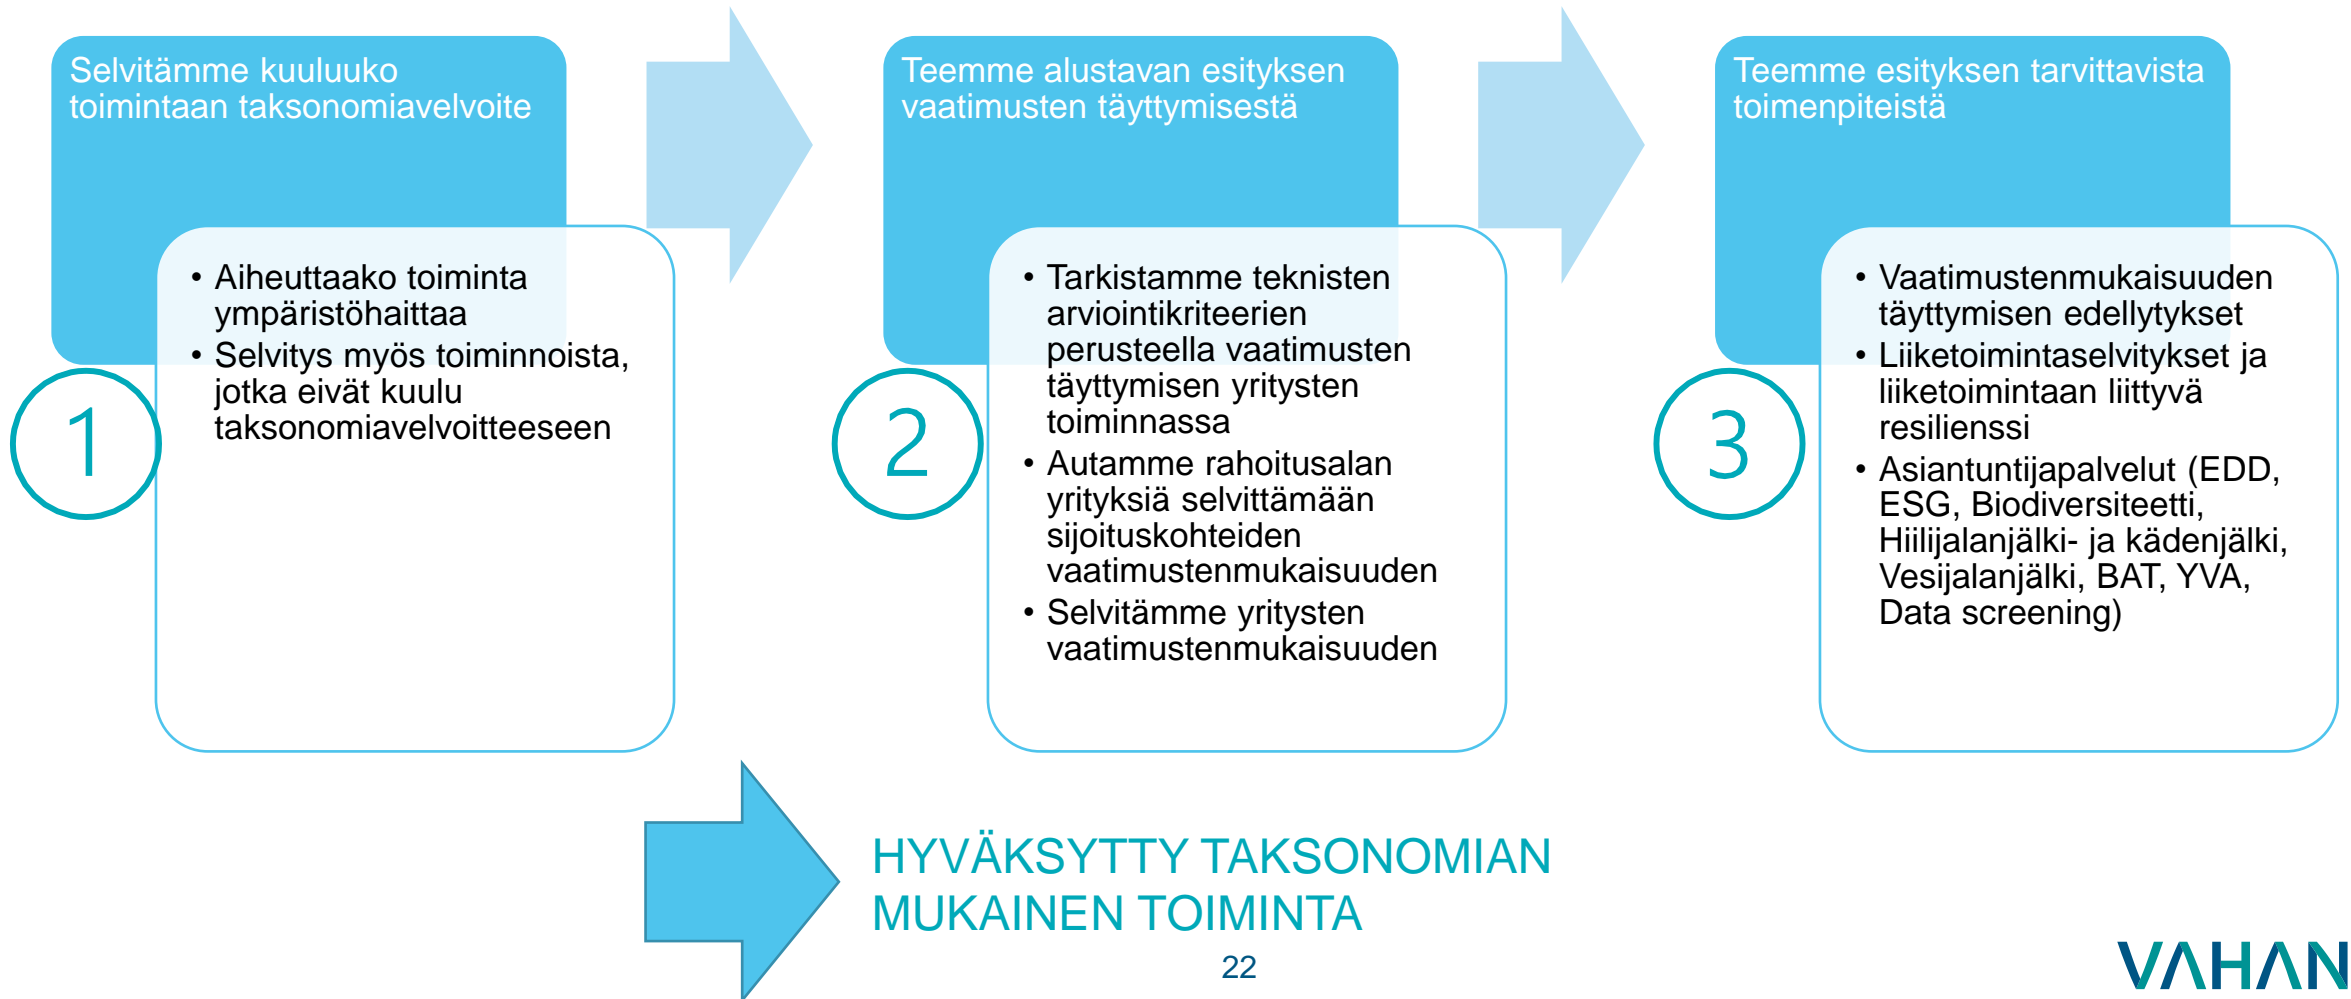 Selvitämme kuuluuko
toimintaan taksonomiavelvoite
• Aiheuttaako toiminta
ympäristöhaittaa
• Selvitys myös toiminnoista,
jotka eivät kuulu
taksonomiavelvoitteeseen
1
Teemme alustavan esityksen
vaatimusten täyttymisestä
• Tarkistamme teknisten
arviointikriteerien
perusteella vaatimusten
täyttymisen yritysten
toiminnassa
• Autamme rahoitusalan
yrityksiä selvittämään
sijoituskohteiden
vaatimustenmukaisuuden
• Selvitämme yritysten
vaatimustenmukaisuuden
2
Teemme esityksen tarvittavista
toimenpiteistä
• Vaatimustenmukaisuuden
täyttymisen edellytykset
• Liiketoimintaselvitykset ja
liiketoimintaan liittyvä
resilienssi
• Asiantuntijapalvelut (EDD,
ESG, Biodiversiteetti,
Hiilijalanjälki- ja kädenjälki,
Vesijalanjälki, BAT, YVA,
Data screening)
3
HYVÄKSYTTY TAKSONOMIAN
MUKAINEN TOIMINTA
22
VAHAN